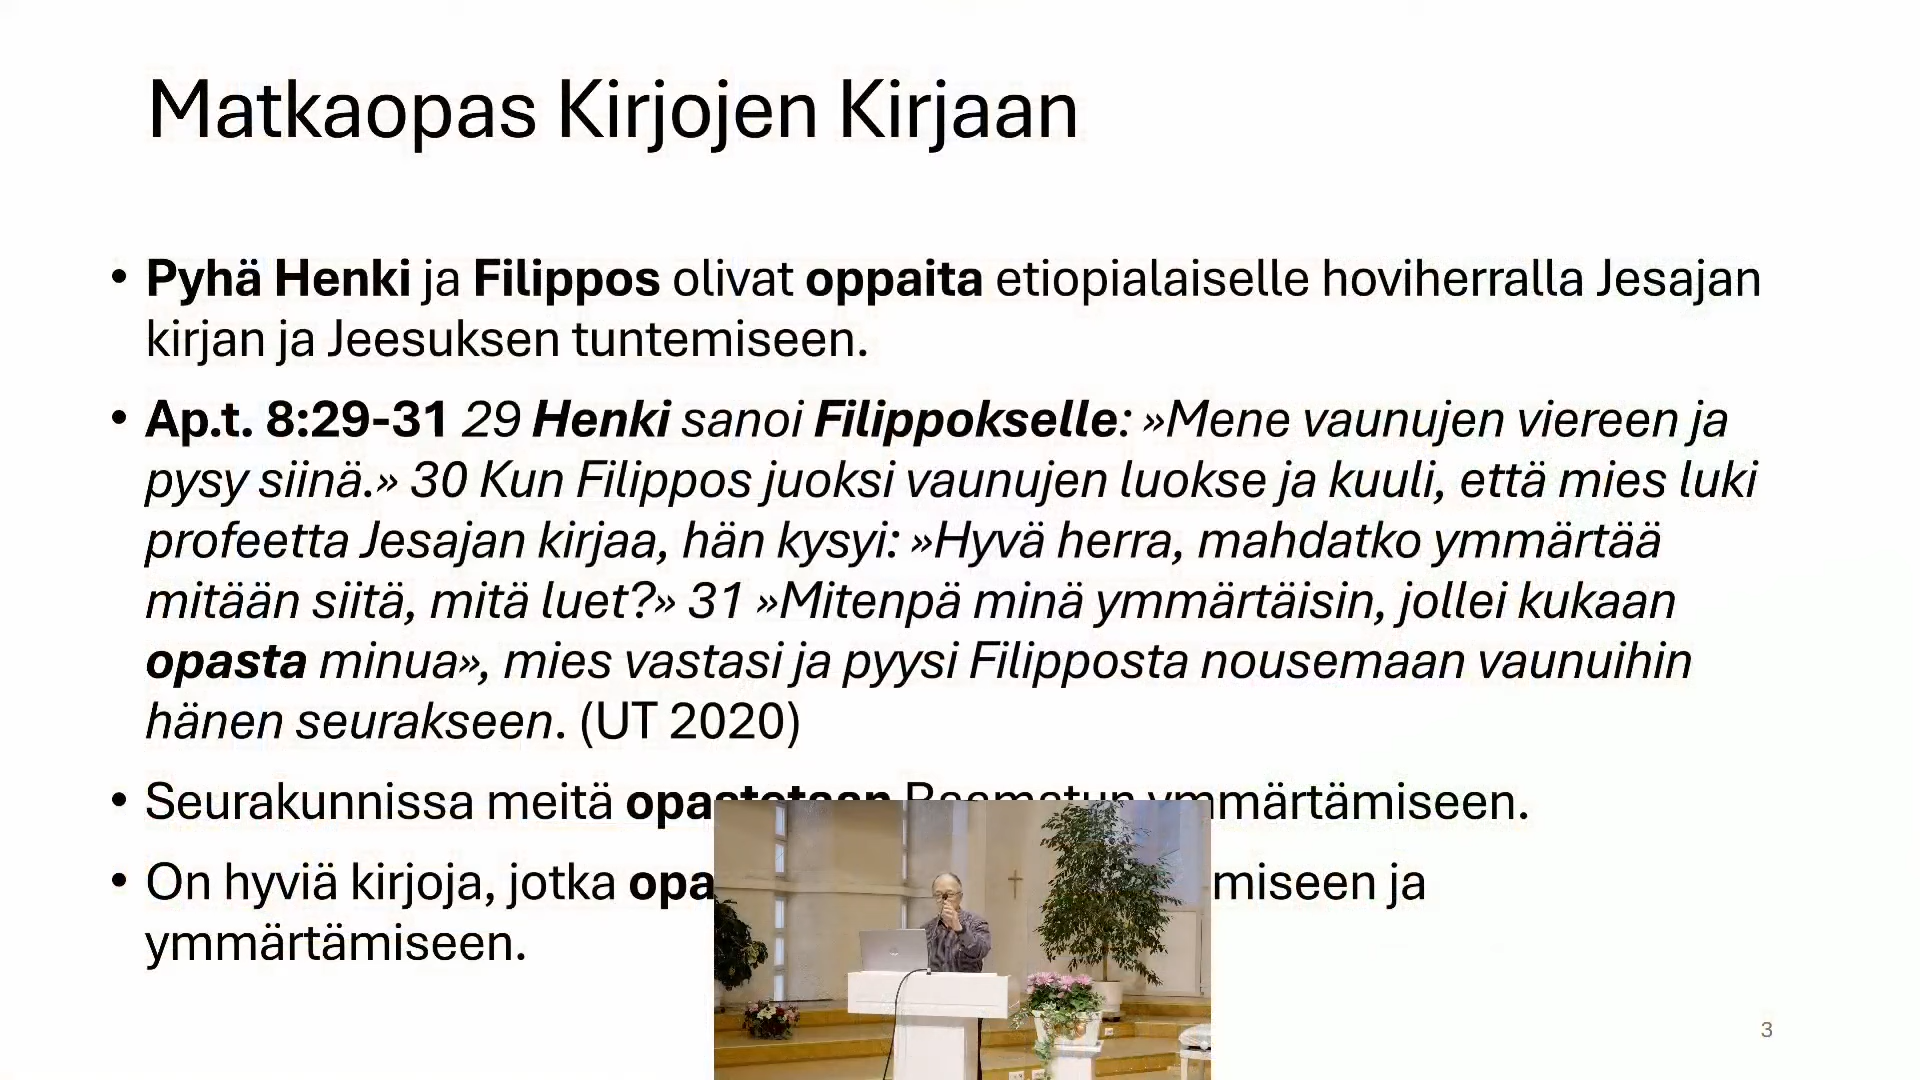 Matkaopas Kirjojen Kirjaan
• Pyhä Henki ja Filippos olivat oppaita etiopialaiselle hoviherralla Jesajan
kirjan ja Jeesuksen tuntemiseen.
• Ap.t. 8:29-31 29 Henki sanoi Filippokselle: »Mene vaunujen viereen ja
pysy siinä.» 30 Kun Filippos juoksi vaunujen luokse ja kuuli, että mies luki
profeetta Jesajan kirjaa, hän kysyi: »Hyvä herra, mahdatko ymmärtää
mitään siitä, mitä luet?» 31 »Mitenpä minä ymmärtäisin, jollei kukaan
opasta minua», mies vastasi ja pyysi Filipposta nousemaan vaunuihin
hänen seurakseen. (UT 2020)
• Seurakunnissa meitä opastetaan Raamatun ymmärtämiseen.
• On hyviä kirjoja, jotka opa miseen ja
ymmärtämiseen.
3